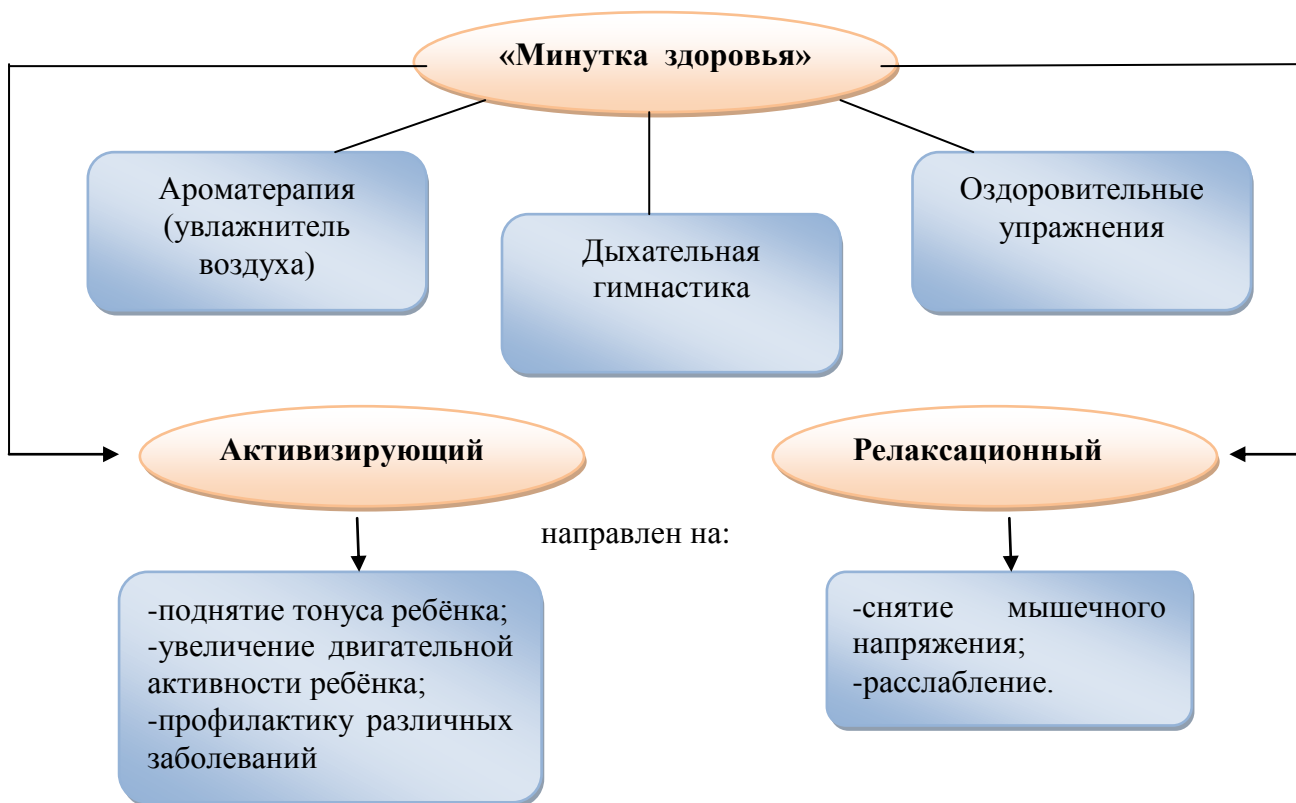 «Минутка здоровья»
Ароматерапия
(увлажнитель
воздуха)
Дыхательная
гимнастика
Оздоровительные
упражнения
Активизирующий
Релаксационный
направлен на:
-поднятие тонуса ребёнка;
-увеличение двигательной
активности ребёнка;
-профилактику различных
заболеваний
-снятие мышечного
напряжения;
-расслабление.